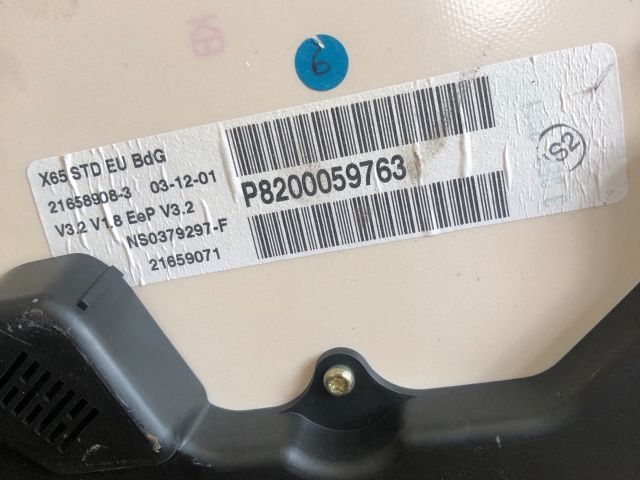 6
X65 STD EU BdG
21658908-3 03-12-01
V3.2 V1.8 EeP V3.2
NS0379297-F
21659071
P8200059763
S2